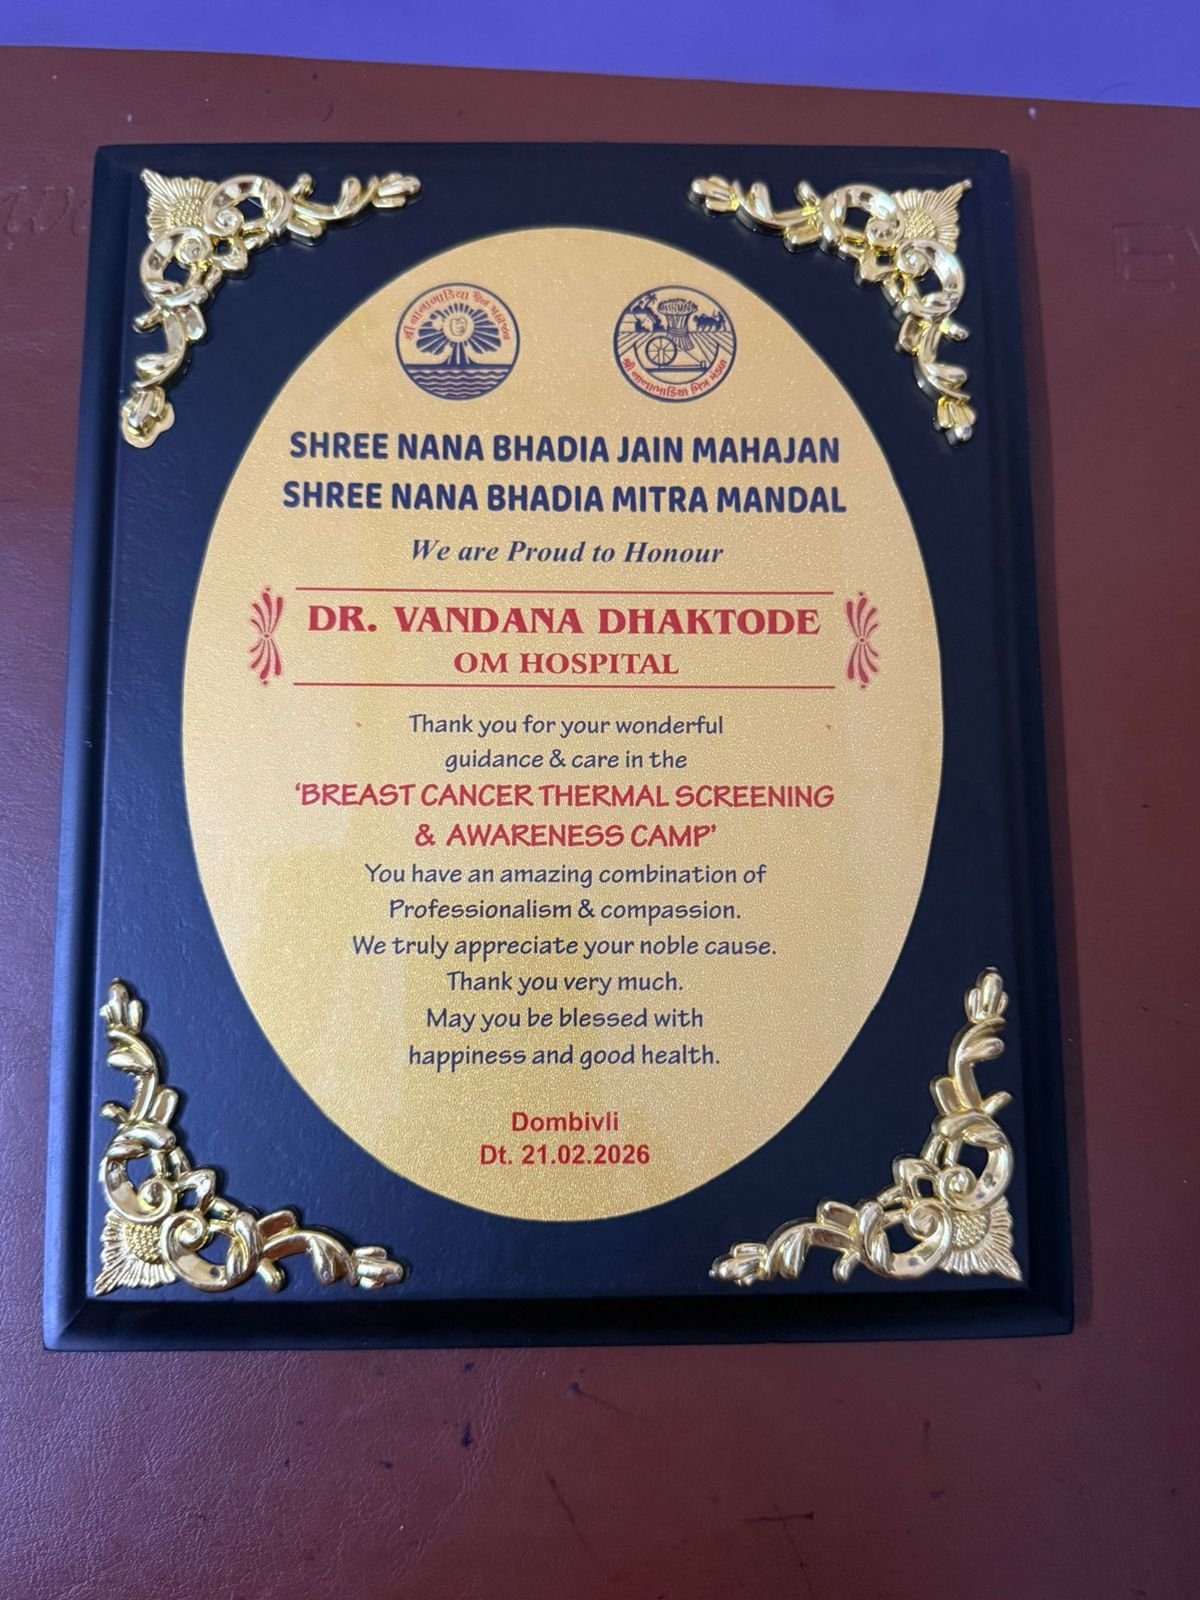 શ્રી નાનાભાડિયા જૈન મહાજન
શ્રી નાનાભાડિયા મિત્ર મંડળ
SHREE NANA BHADIA JAIN MAHAJAN
SHREE NANA BHADIA MITRA MANDAL
We are Proud to Honour
DR. VANDANA DHAKTODE
OM HOSPITAL
Thank you for your wonderful
guidance & care in the
‘BREAST CANCER THERMAL SCREENING
& AWARENESS CAMP’
You have an amazing combination of
Professionalism & compassion.
We truly appreciate your noble cause.
Thank you very much.
May you be blessed with
happiness and good health.
Dombivli
Dt. 21.02.2026